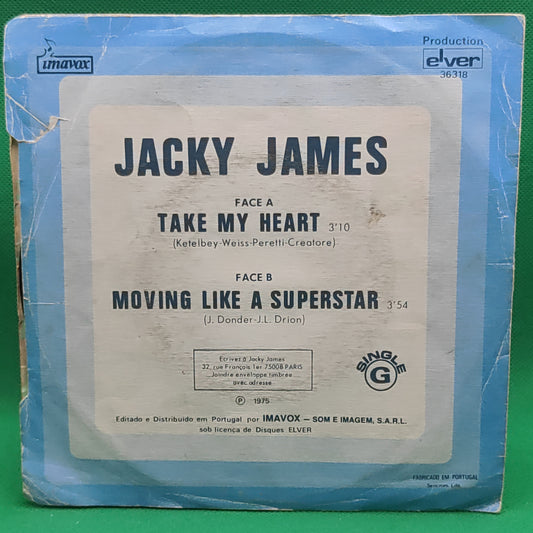 imavox
Production
elver
36318
JACKY JAMES
FACE A
TAKE MY HEART 3'10
(Ketelbey-Weiss-Peretti-Creatore)
FACE B
MOVING LIKE A SUPERSTAR 3'54
(J. Donder-J.L. Drion)
Ecrivez à Jacky James
32, rue François 1er 75008 PARIS
Joindre enveloppe timbrée
avec adresse
SINGLE
G
Ⓟ 1975
Editado e Distribuído em Portugal por IMAVOX – SOM E IMAGEM, S.A.R.L.
sob licença de Discos ELVER
FABRICADO EM PORTUGAL